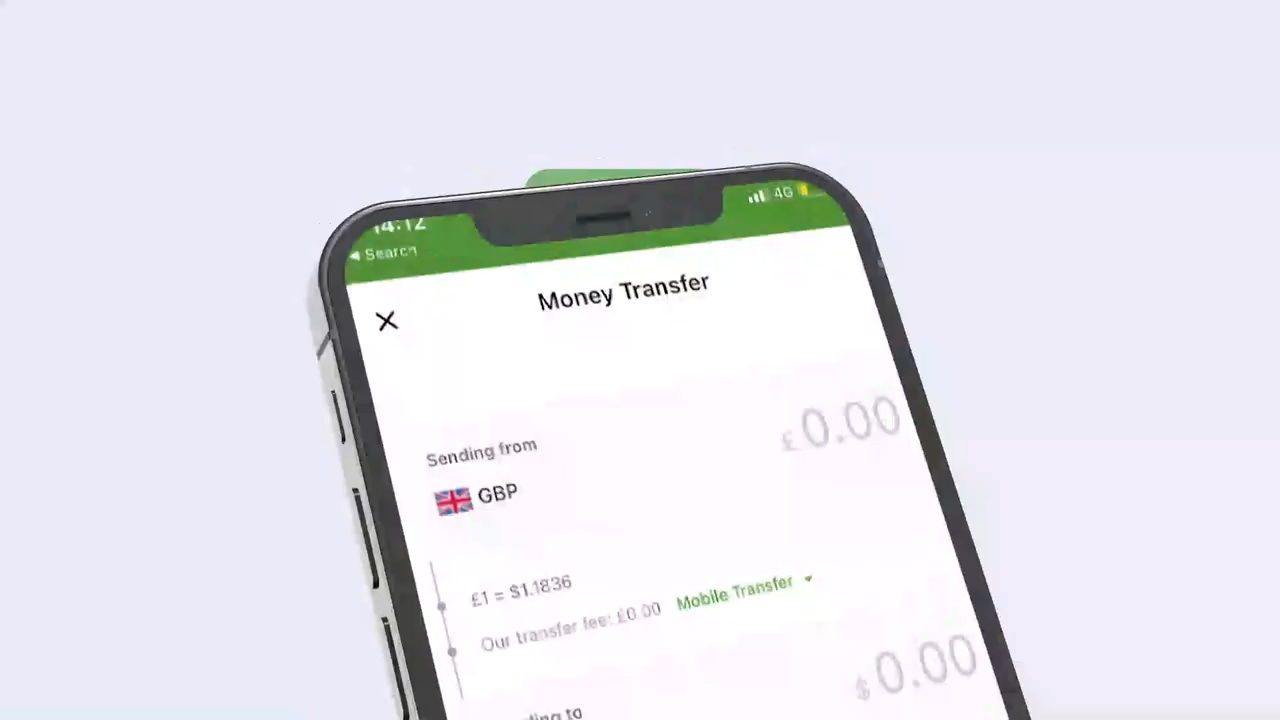 14:12
4G
◀ Search
Money Transfer
£0.00
Sending from
GBP
£1 = $1.1836
Our transfer fee: £0.00 Mobile Transfer
$0.00
to